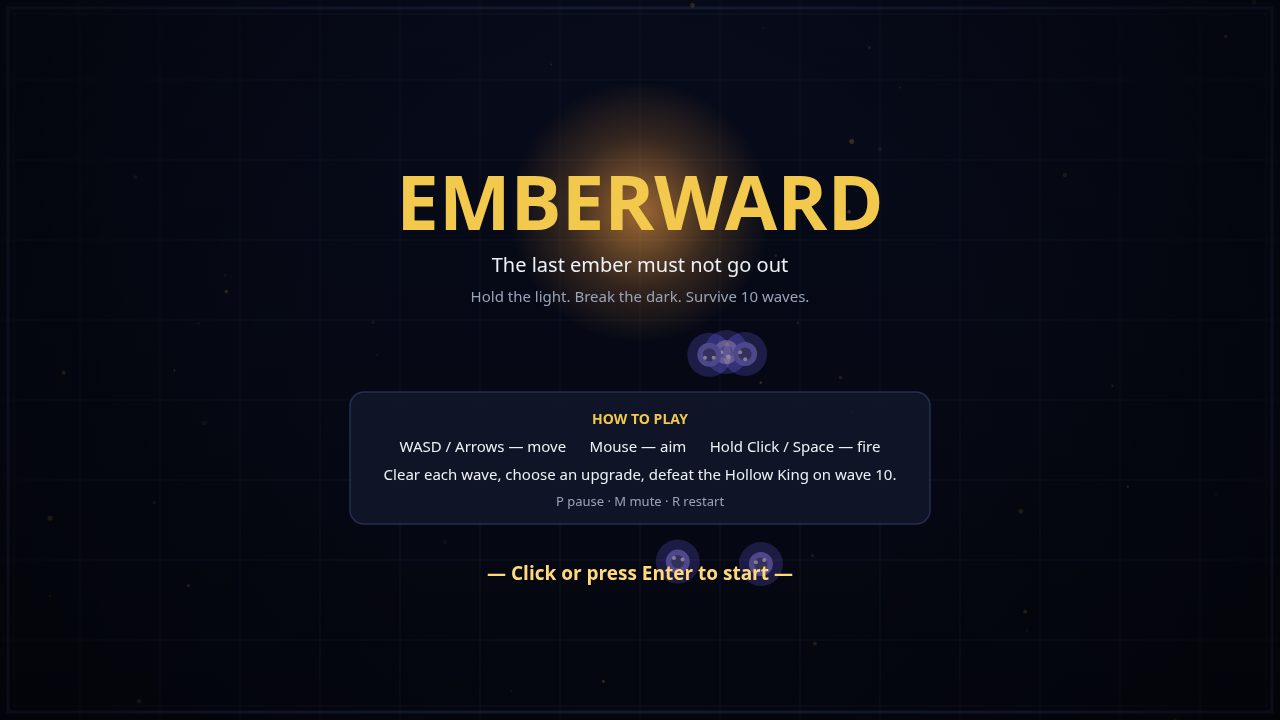 EMBERWARD
The last ember must not go out
Hold the light. Break the dark. Survive 10 waves.
HOW TO PLAY
WASD / Arrows — move Mouse — aim Hold Click / Space — fire
Clear each wave, choose an upgrade, defeat the Hollow King on wave 10.
P pause · M mute · R restart
— Click or press Enter to start —